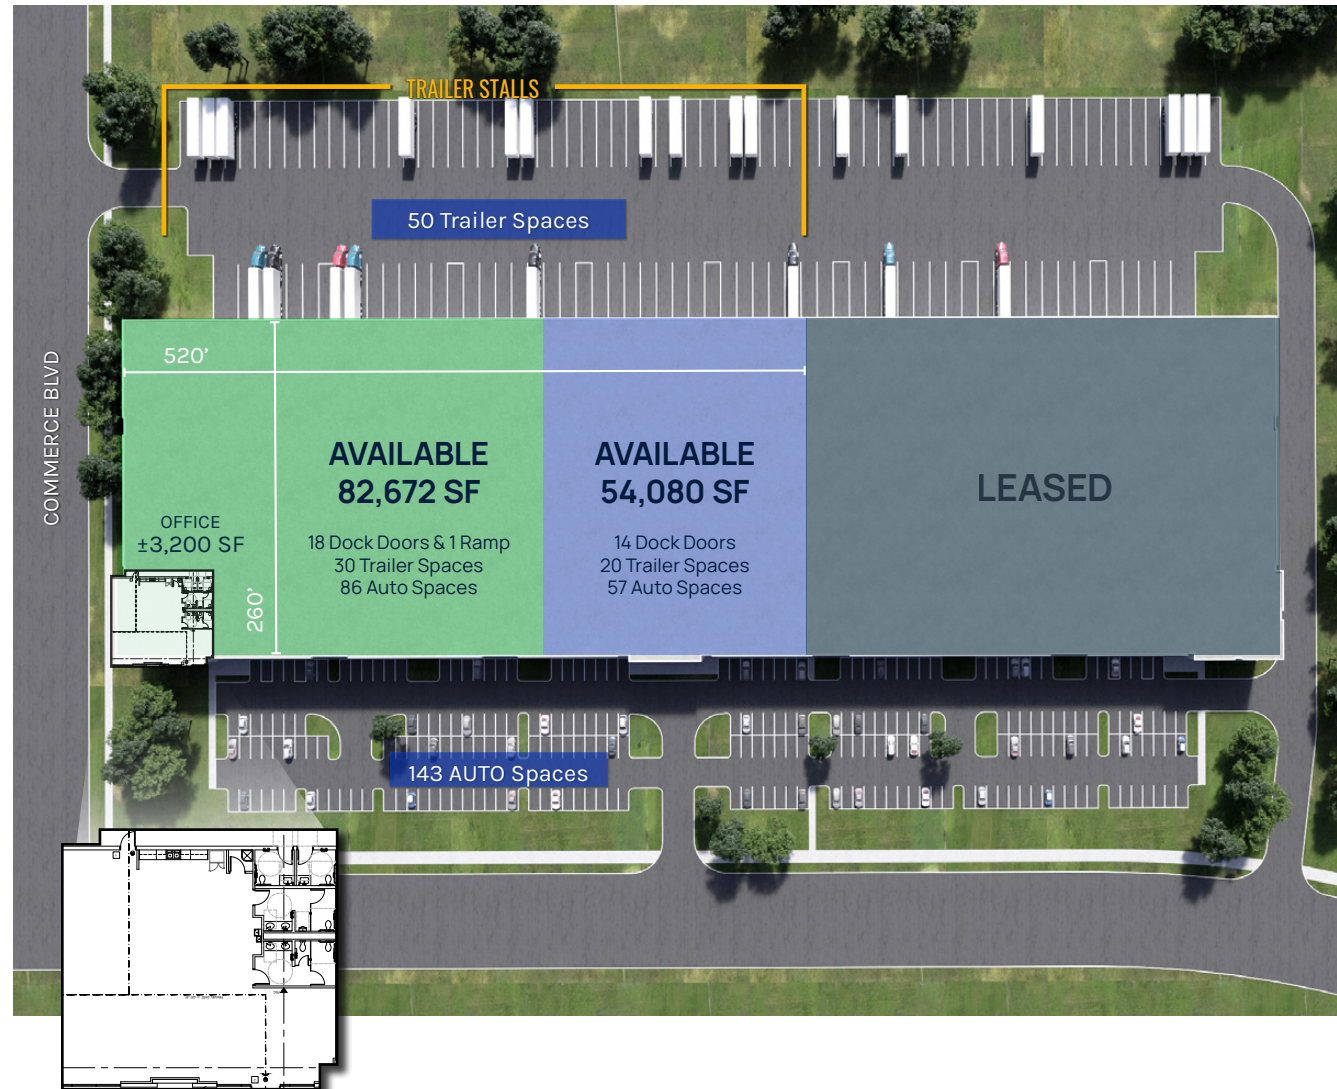 TRAILER STALLS
50 Trailer Spaces
COMMERCE BLVD
520’
260’
OFFICE
±3,200 SF
AVAILABLE
82,672 SF
18 Dock Doors & 1 Ramp
30 Trailer Spaces
86 Auto Spaces
AVAILABLE
54,080 SF
14 Dock Doors
20 Trailer Spaces
57 Auto Spaces
LEASED
143 AUTO Spaces